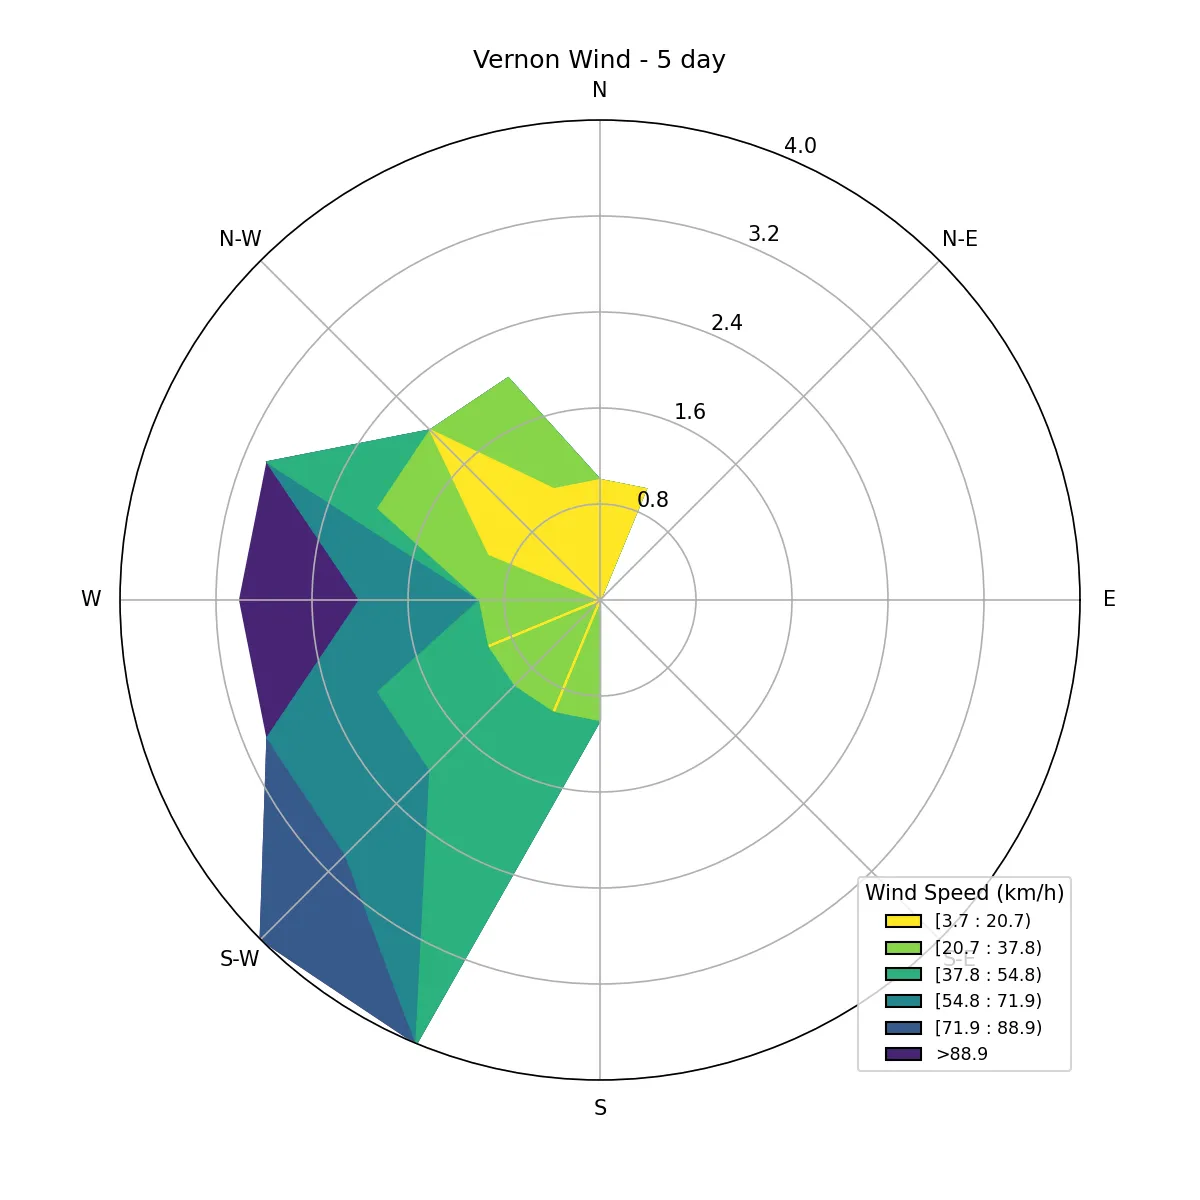 Vernon Wind - 5 day
N
4.0
N-W
3.2
N-E
2.4
1.6
0.8
W
E
Wind Speed (km/h)
[3.7 : 20.7)
[20.7 : 37.8)
S-W
S-E
[37.8 : 54.8)
[54.8 : 71.9)
[71.9 : 88.9)
>88.9
S